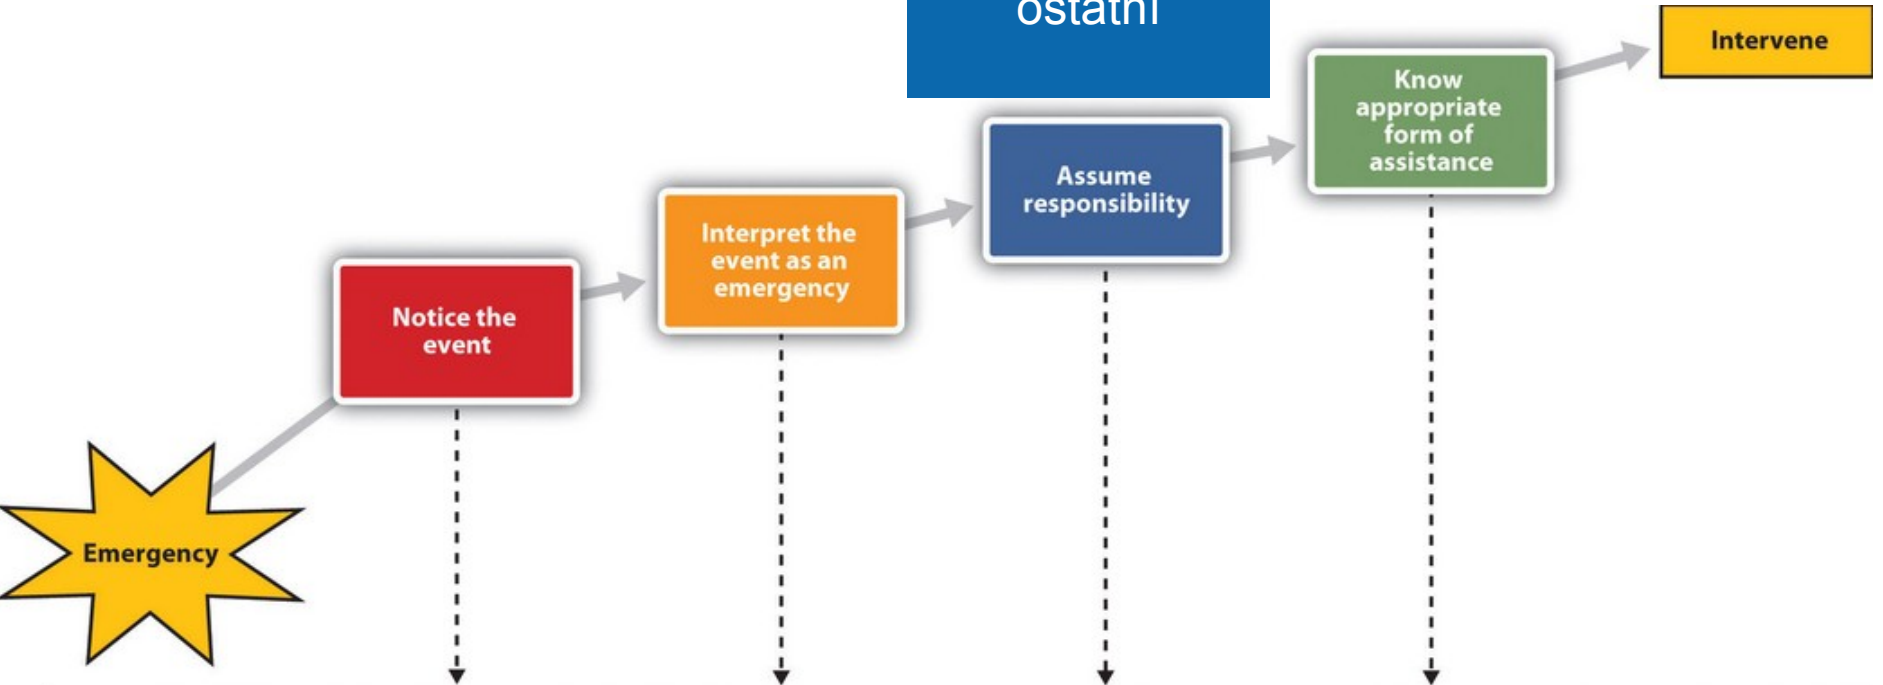 ostatní
Intervene
Know
appropriate
form of
assistance
Assume
responsibility
Interpret the
event as an
emergency
Notice the
event
Emergency